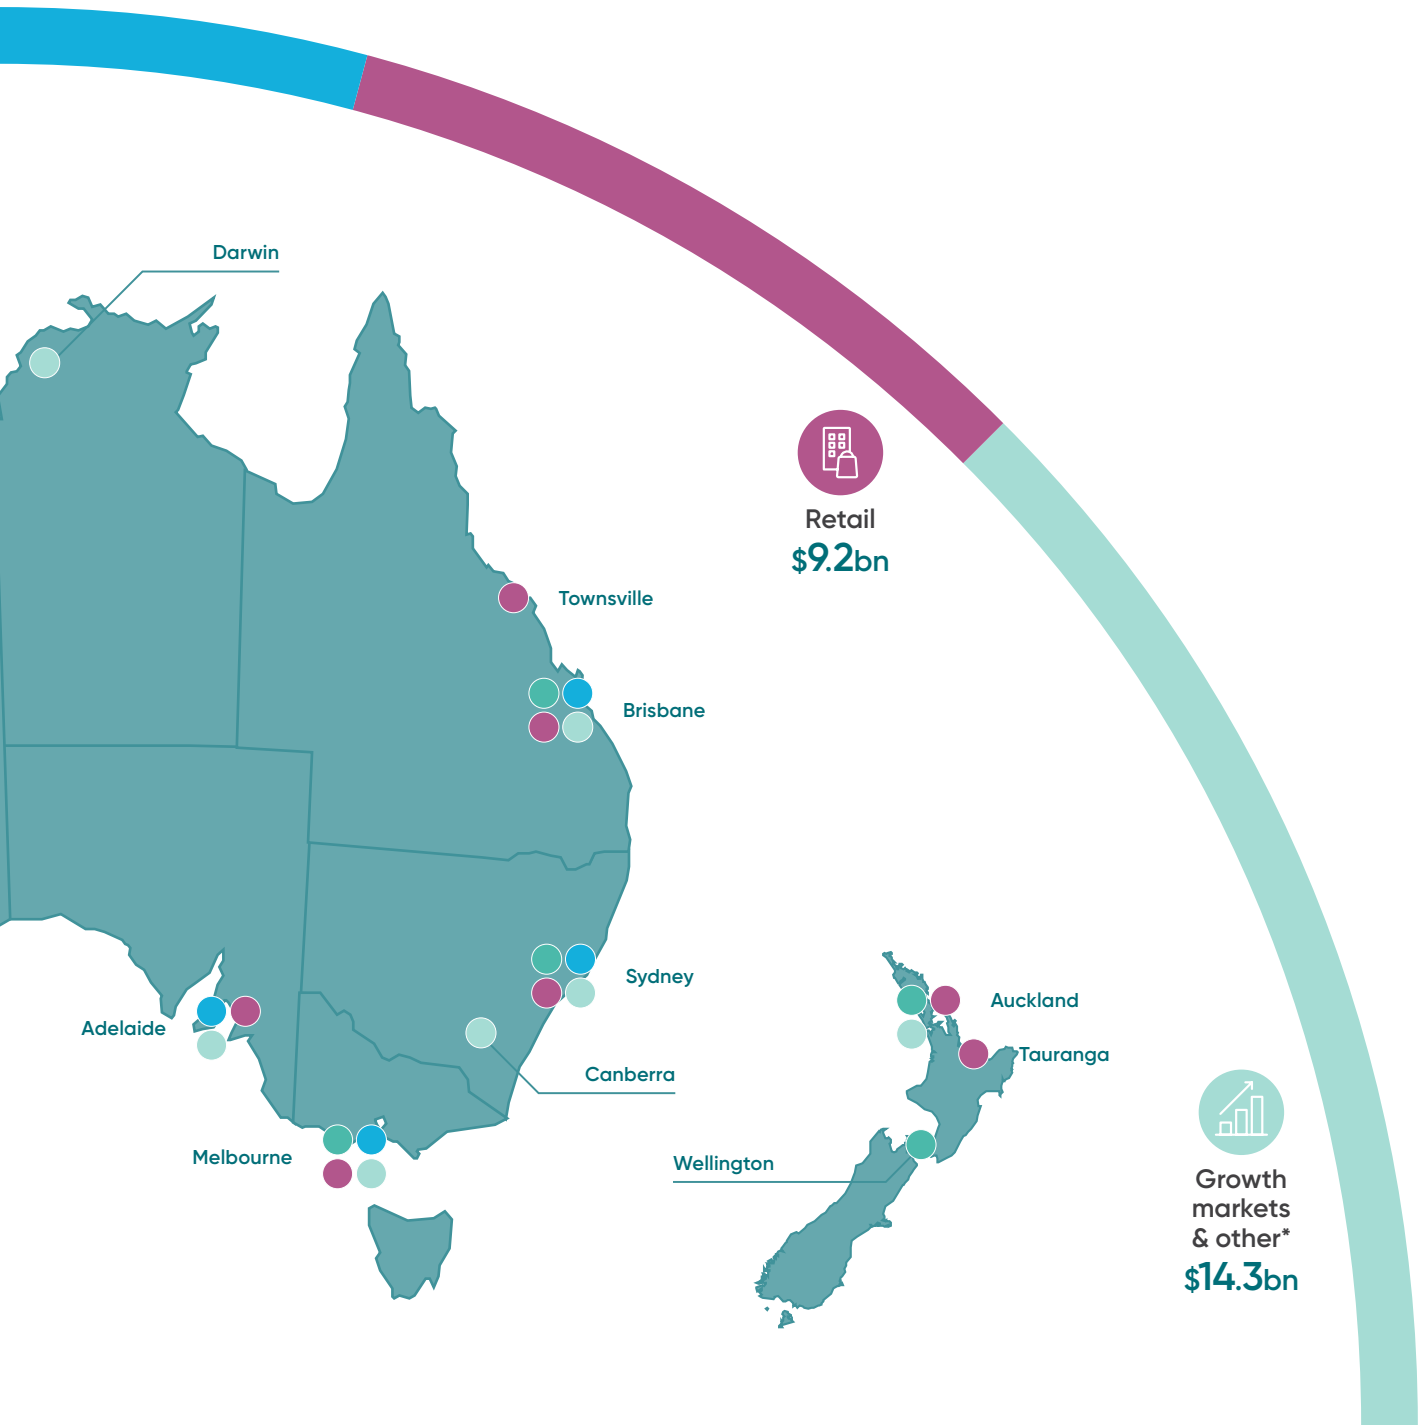 Darwin
Retail
$9.2bn
Townsville
Brisbane
Sydney
Auckland
Adelaide
Tauranga
Canberra
Melbourne
Wellington
Growth
markets
& other*
$14.3bn